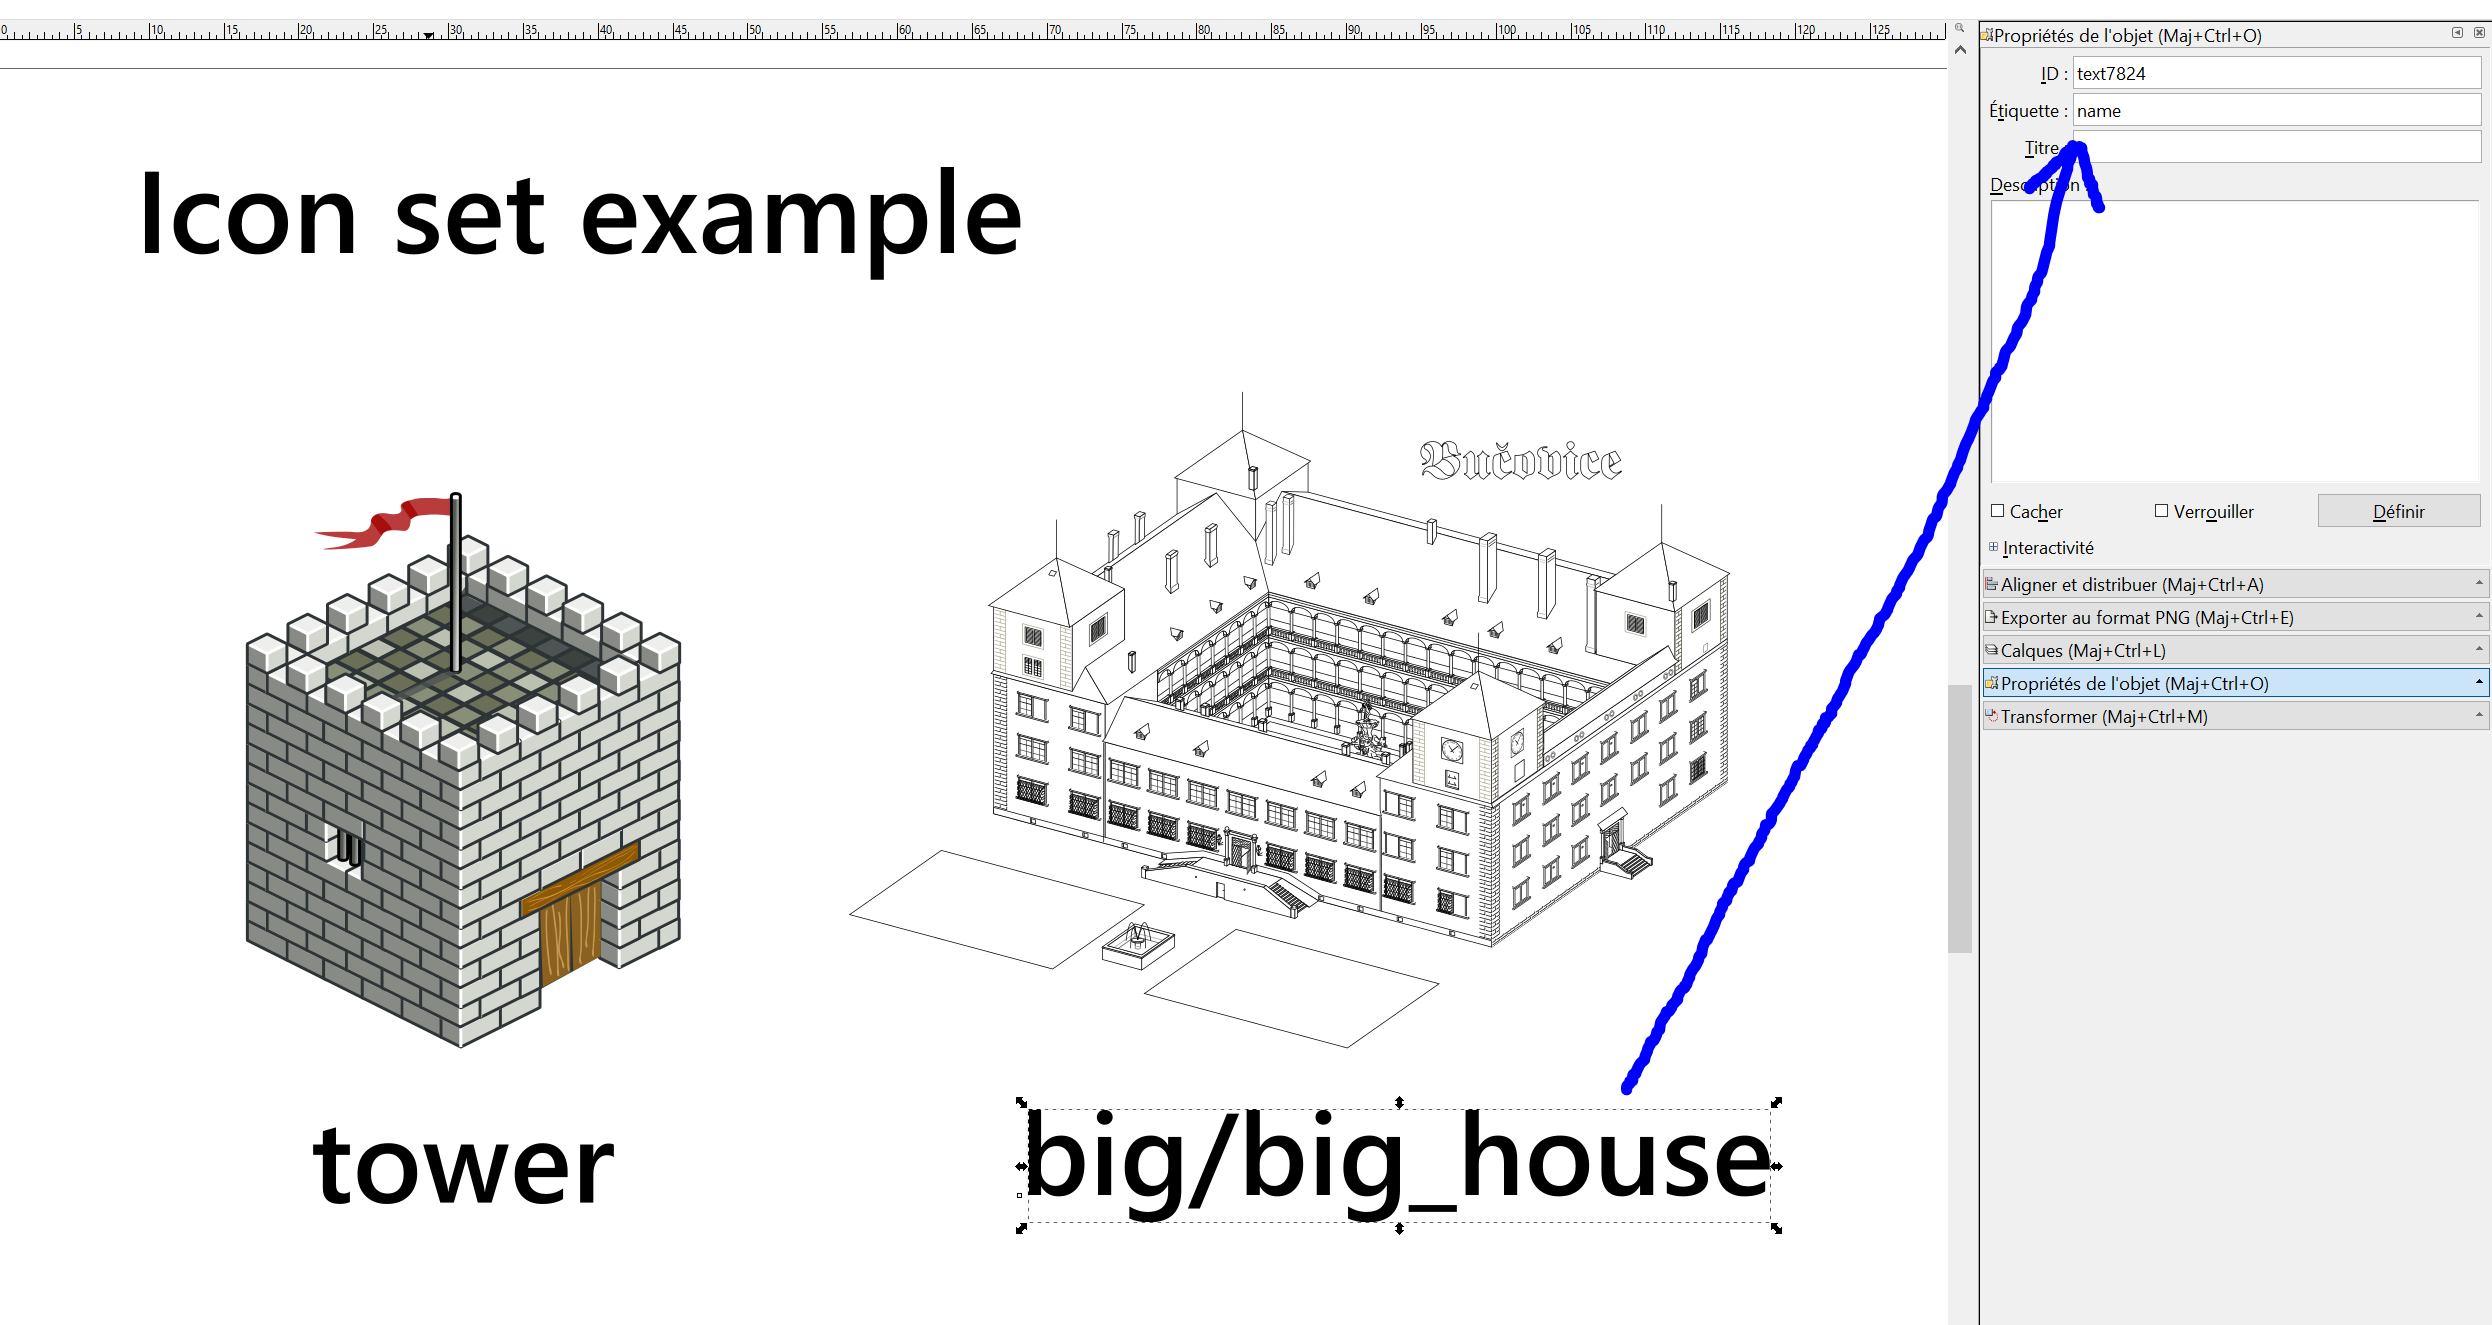 0 5 10 15 20 25 30 35 40 45 50 55 60 65 70 75 80 85 90 95 100 105 110 115 120 125
Propriétés de l'objet (Maj+Ctrl+O)
ID : text7824
Étiquette : name
Titre
Description
Icon set example
Bučovice
Cacher Verrouiller Définir
Interactivité
Aligner et distribuer (Maj+Ctrl+A)
Exporter au format PNG (Maj+Ctrl+E)
Calques (Maj+Ctrl+L)
Propriétés de l'objet (Maj+Ctrl+O)
Transformer (Maj+Ctrl+M)
tower
big/big_house